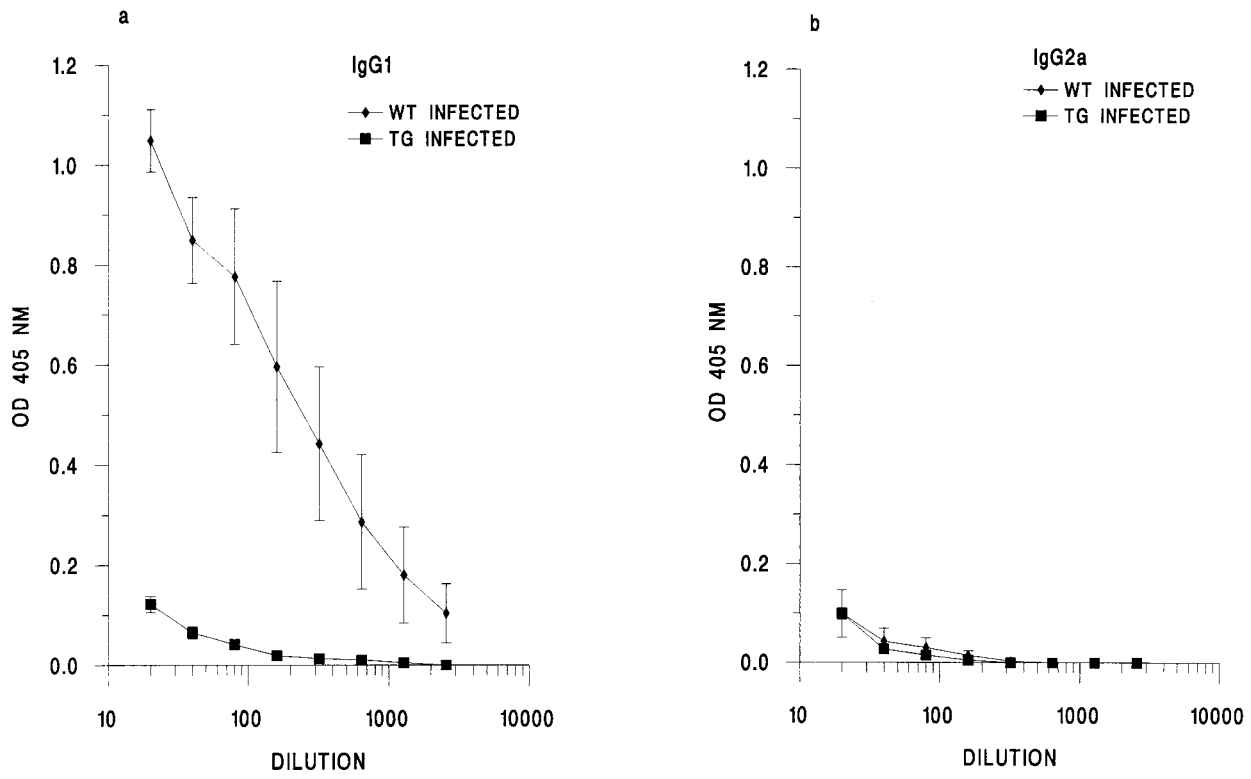 a
IgG1
WT INFECTED
TG INFECTED
1.2
1.0
0.8
0.6
0.4
0.2
0.0
OD 405 NM
10 100 1000 10000
DILUTION
b
IgG2a
WT INFECTED
TG INFECTED
1.2
1.0
0.8
0.6
0.4
0.2
0.0
OD 405 NM
10 100 1000 10000
DILUTION